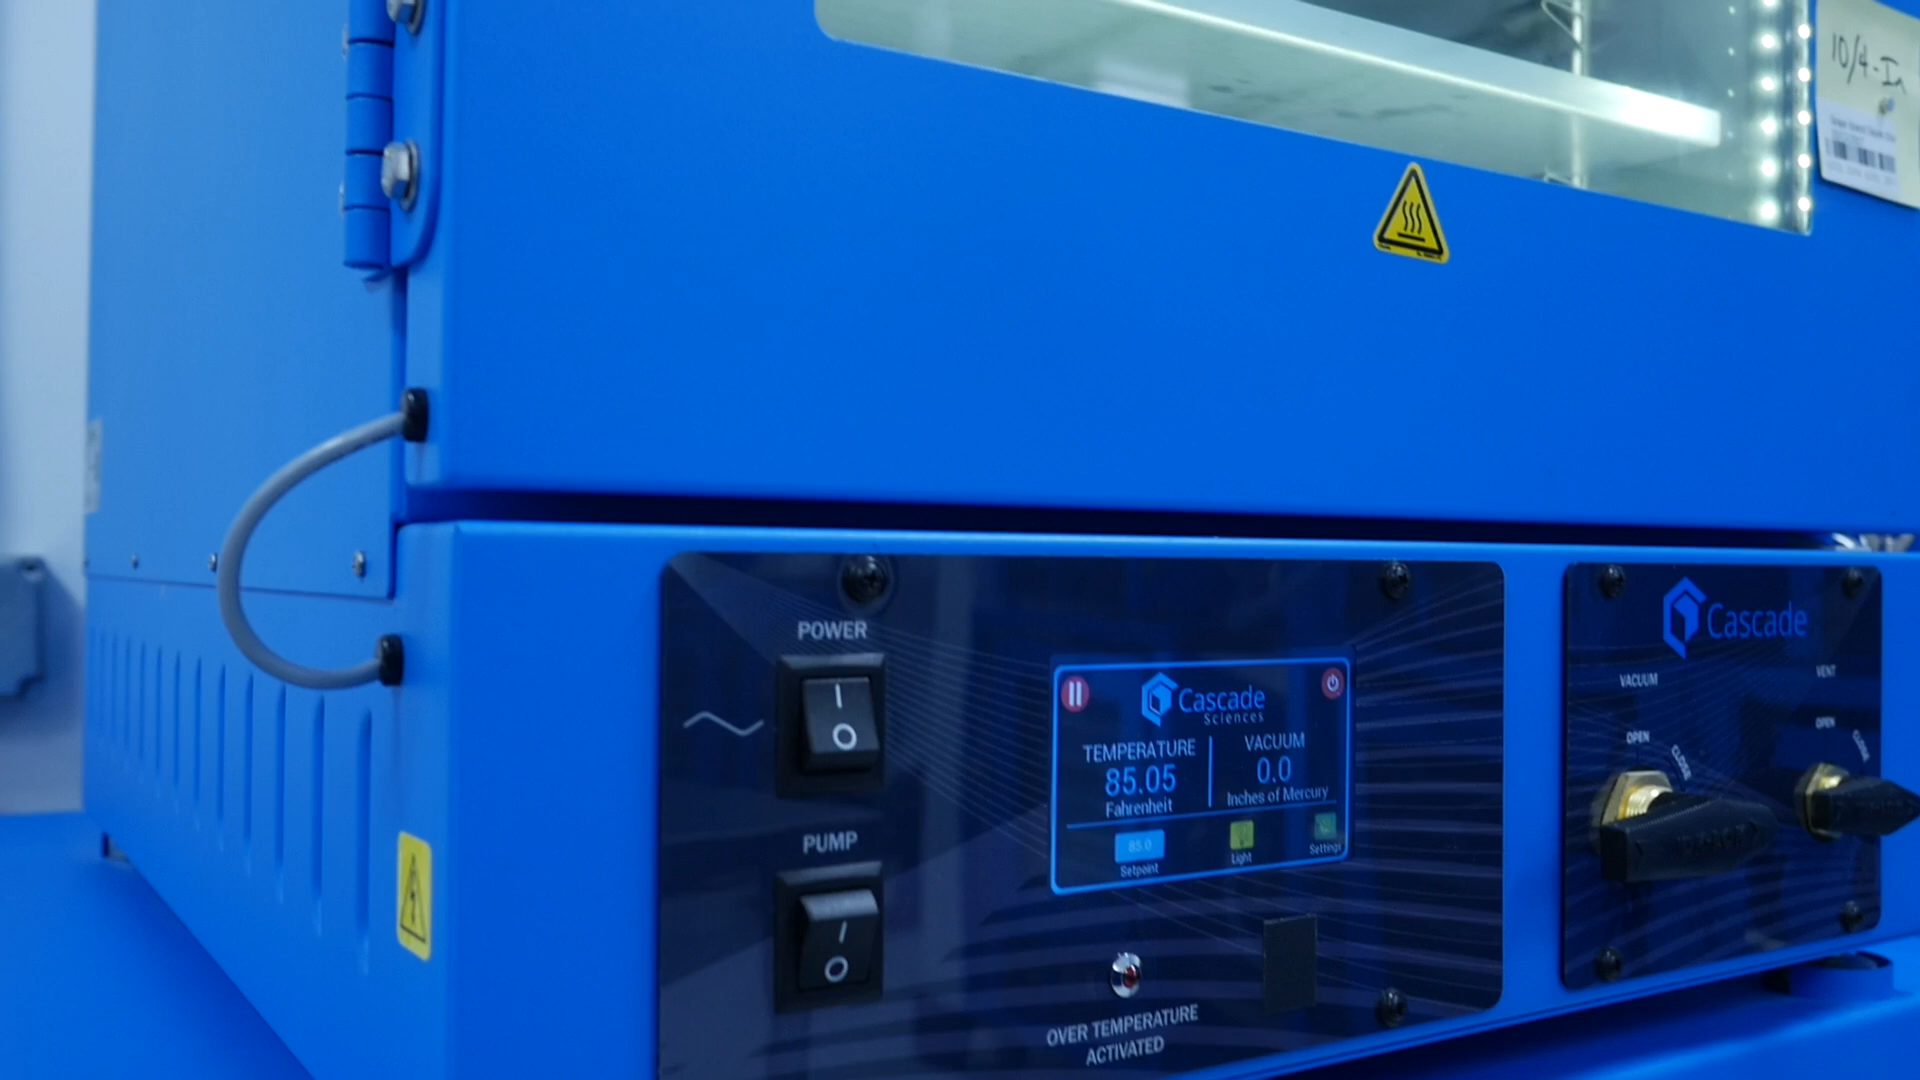 10/4-In
POWER
I
O
PUMP
I
O
Cascade
Sciences
TEMPERATURE
85.05
Fahrenheit
VACUUM
0.0
Inches of Mercury
85.0
Setpoint
Light
Settings
OVER TEMPERATURE
ACTIVATED
Cascade
VACUUM
OPEN
CLOSE
VENT
OPEN
CLOSE